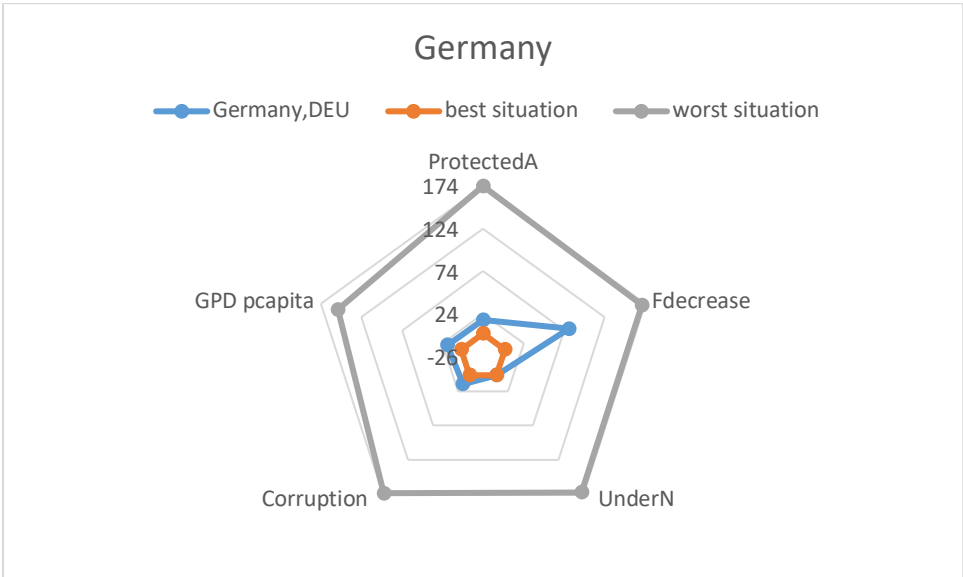 Germany
Germany,DEU best situation worst situation
ProtectedA
174
124
74
24
-26
GPD pcapita
Fdecrease
Corruption
UnderN